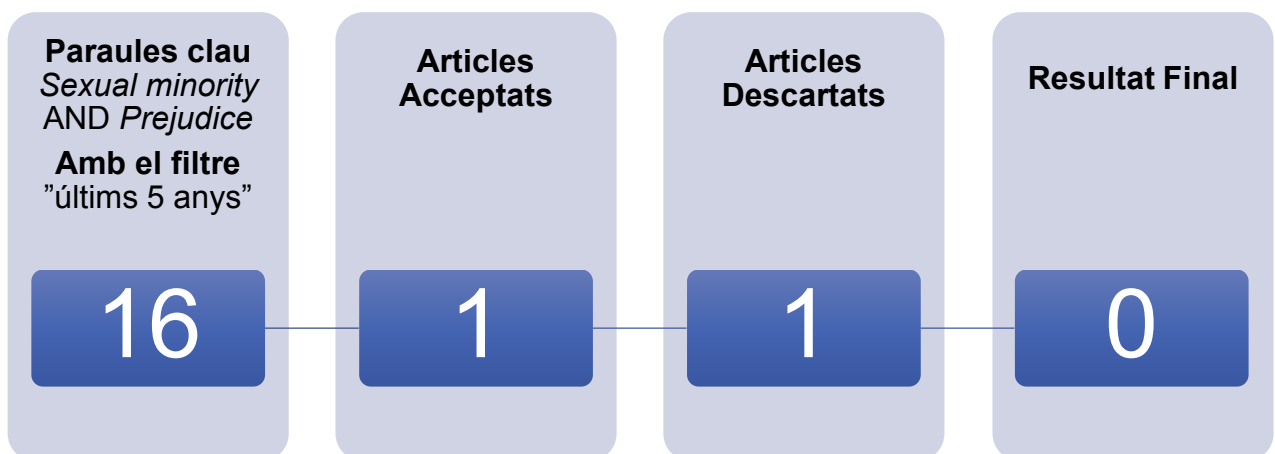 Paraules clau
Sexual minority
AND Prejudice
Amb el filtre
”últims 5 anys”
16
Articles
Acceptats
1
Articles
Descartats
1
Resultat Final
0